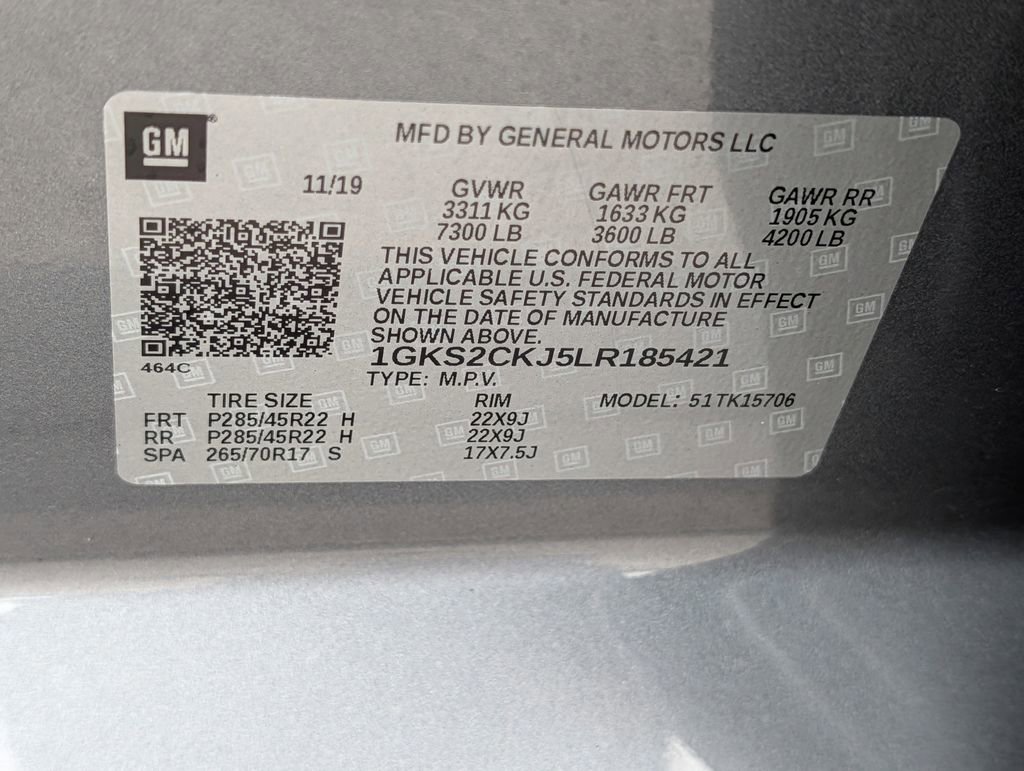 GM ®
MFD BY GENERAL MOTORS LLC
11/19
GVWR GAWR FRT GAWR RR
3311 KG 1633 KG 1905 KG
7300 LB 3600 LB 4200 LB
THIS VEHICLE CONFORMS TO ALL
APPLICABLE U.S. FEDERAL MOTOR
VEHICLE SAFETY STANDARDS IN EFFECT
ON THE DATE OF MANUFACTURE
SHOWN ABOVE.
1GKS2CKJ5LR185421
464C
TYPE: M.P.V.
TIRE SIZE RIM MODEL: 51TK15706
FRT P285/45R22 H 22X9J
RR P285/45R22 H 22X9J
SPA 265/70R17 S 17X7.5J